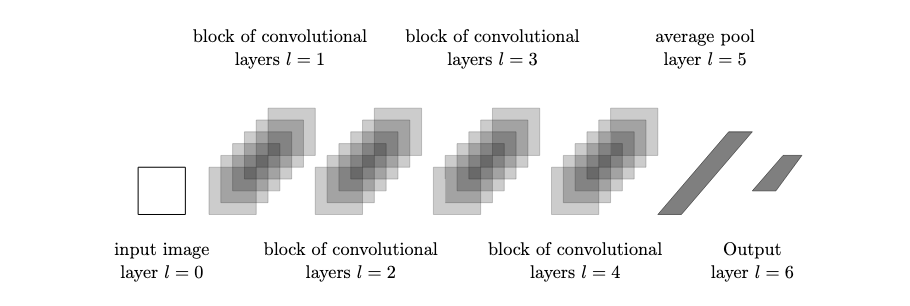 block of convolutional
layers l = 1
block of convolutional
layers l = 3
average pool
layer l = 5
input image
layer l = 0
block of convolutional
layers l = 2
block of convolutional
layers l = 4
Output
layer l = 6